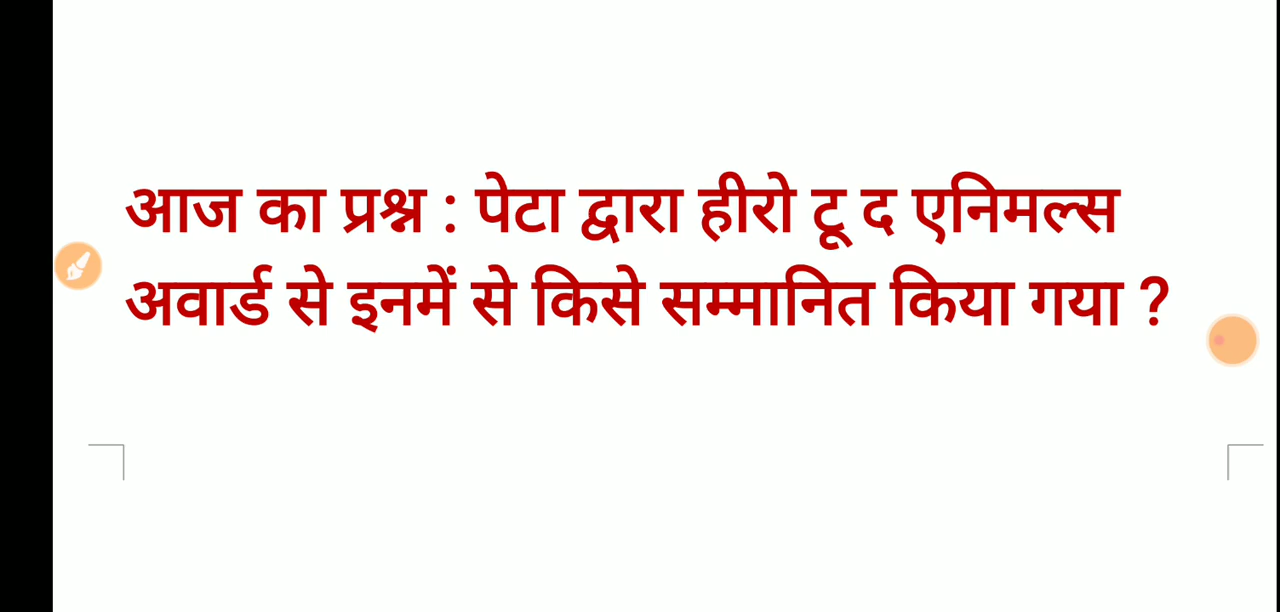 आज का प्रश्न : पेटा द्वारा हीरो टू द एनिमल्स
अवार्ड से इनमें से किसे सम्मानित किया गया ?